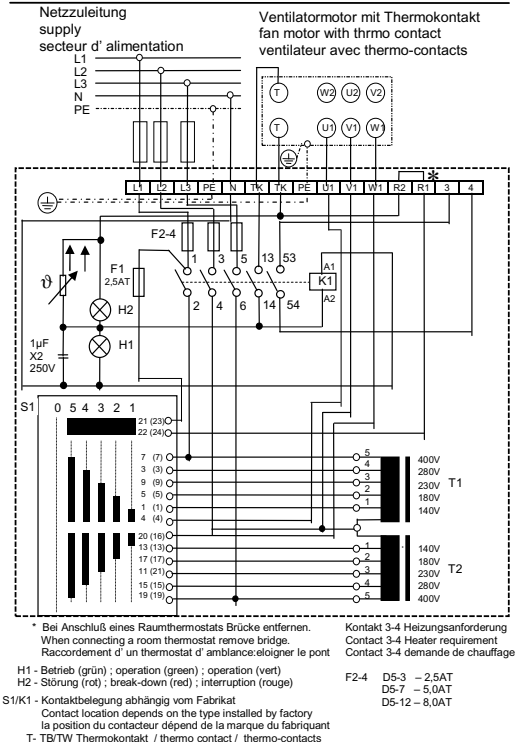 Netzzuleitung
supply
secteur d' alimentation
Ventilatormotor mit Thermokontakt
fan motor with thrmo contact
ventilateur avec thermo-contacts
L1
L2
L3
N
PE
T W2 U2 V2
T U1 V1 W1
*
L1 L2 L3 PE N TK TK PE U1 V1 W1 R2 R1 3 4
F2-4
F1
2,5AT
1 3 5 13 53
2 4 6 14 54
A1
K1
A2
ϑ
H2
H1
1µF
X2
250V
S1
0 5 4 3 2 1
21 (23)
22 (24)
7 (7)
3 (3)
9 (9)
5 (5)
1 (1)
4 (4)
20 (16)
13 (13)
17 (17)
11 (21)
15 (15)
19 (19)
5 400V
4 280V
3 230V
2 180V
1 140V
T1
1 140V
2 180V
3 230V
4 280V
5 400V
T2
* Bei Anschluß eines Raumthermostats Brücke entfernen.
When connecting a room thermostat remove bridge.
Raccordement d' un thermostat d' amblance:eloigner le pont
Kontakt 3-4 Heizungsanforderung
Contact 3-4 Heater requirement
Contact 3-4 demande de chauffage
H1 - Betrieb (grün) ; operation (green) ; operation (vert)
H2 - Störung (rot) ; break-down (red) ; interruption (rouge)
F2-4 D5-3 – 2,5AT
D5-7 – 5,0AT
D5-12 – 8,0AT
S1/K1 - Kontaktbelegung abhängig vom Fabrikat
Contact location depends on the type installed by factory
la position du contacteur dépend de la marque du fabriquant
T- TB/TW Thermokontakt / thermo contact / thermo-contacts